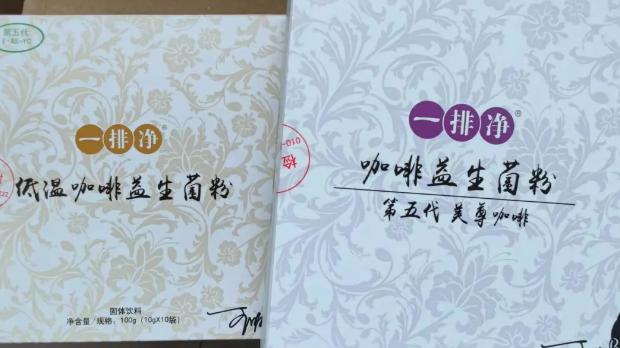 第五代
一排净®
低温咖啡益生菌粉
固体饮料
净含量/规格：100g（10g×10袋）
一排净®
检
咖啡益生菌粉
第五代 美尊咖啡